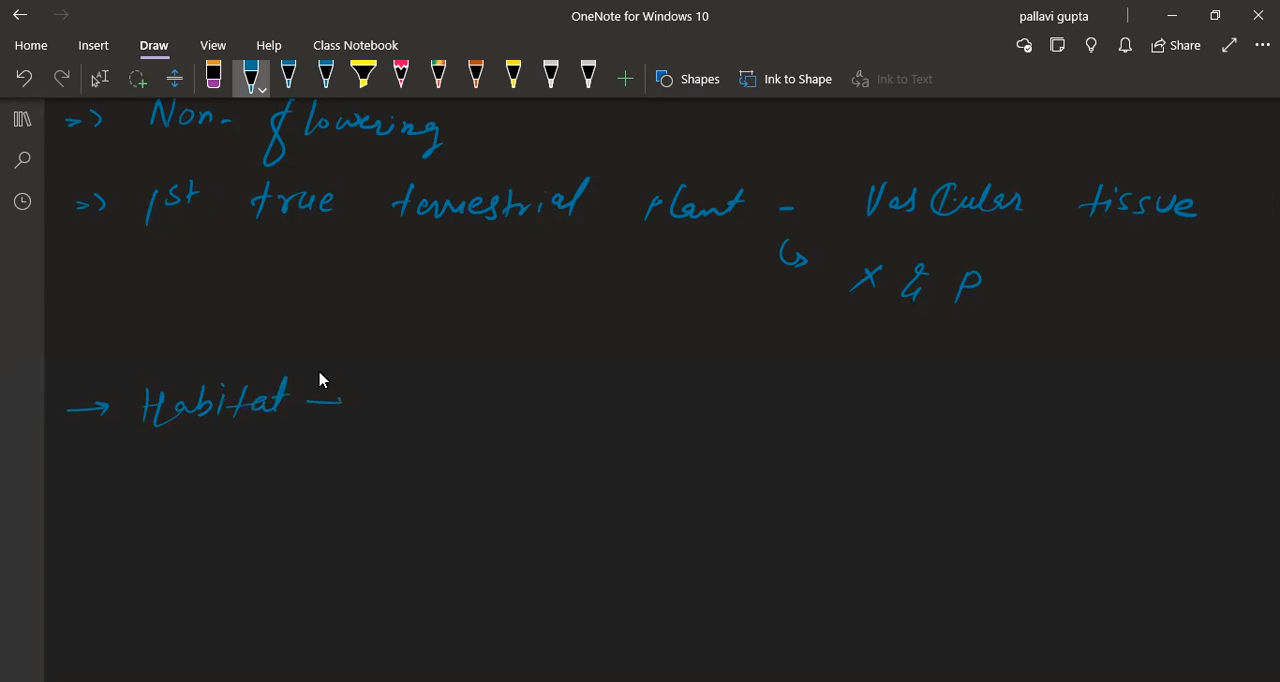 OneNote for Windows 10
pallavi gupta
Home Insert Draw View Help Class Notebook
Share
Shapes Ink to Shape Ink to Text
=> Non-flowering
=> 1st true terrestrial plant - Vascular tissue
↳ X & P
→ Habitat -